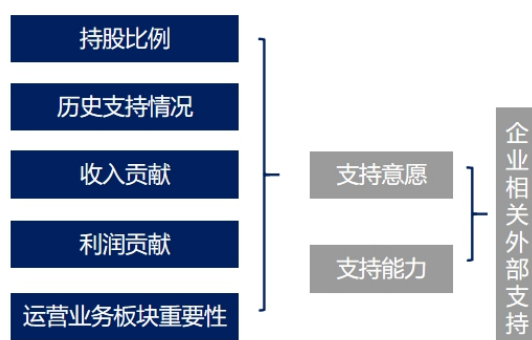 持股比例
历史支持情况
收入贡献
利润贡献
运营业务板块重要性
支持意愿
支持能力
企业相关外部支持